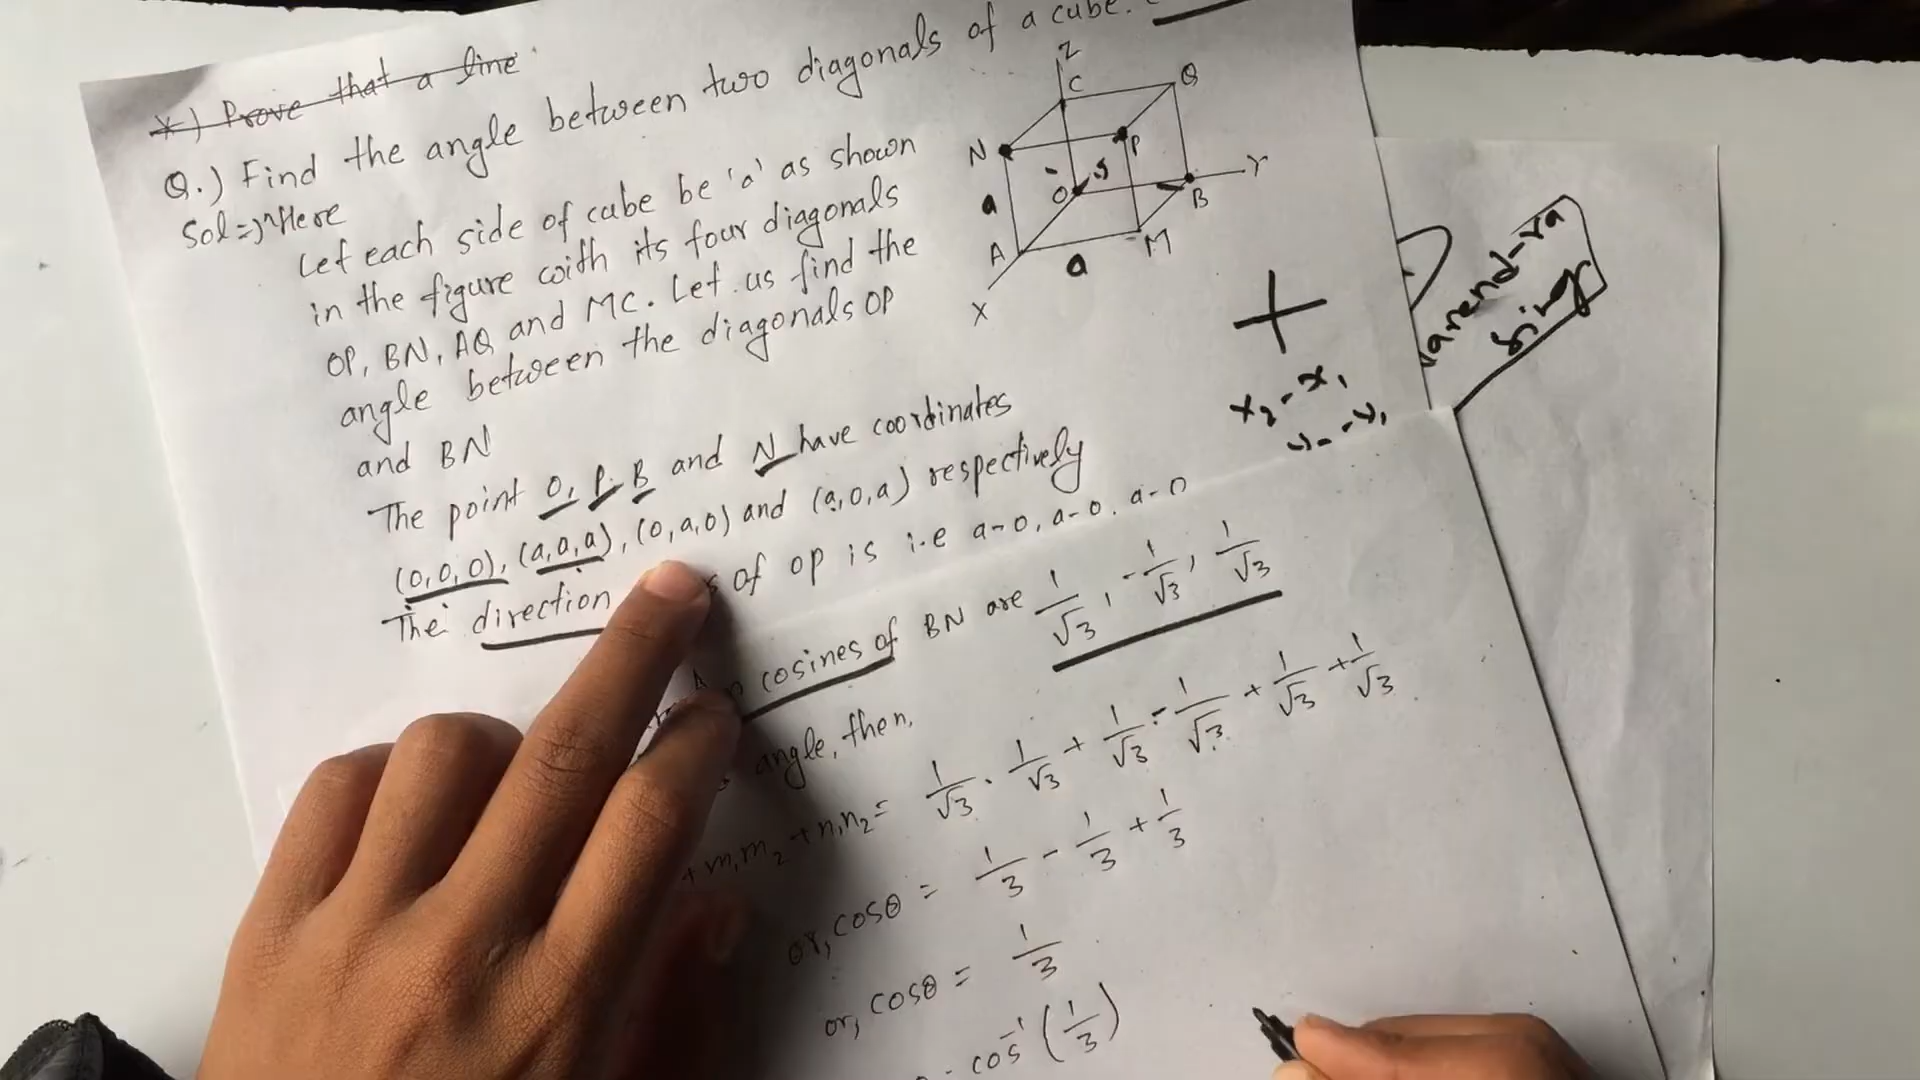 *) Prove that a line
Q.) Find the angle between two diagonals of a cube.
Sol=>Here
Let each side of cube be 'a' as shown
in the figure with its four diagonals
OP, BN, AQ and MC. Let us find the
angle between the diagonals OP
and BN
The point O, P, B and N have coordinates
(0,0,0), (a,a,a), (0,a,0) and (a,0,a) respectively
The direction of OP is i.e a-0, a-0, a-0
cosines of BN are 1/√3, -1/√3, 1/√3
angle, then,
+ m₁m₂ + n₁n₂ = 1/√3 . 1/√3 + 1/√3 . - 1/√3 + 1/√3 + 1/√3
or, cosθ = 1/3 - 1/3 + 1/3
or, cosθ = 1/3
cos⁻¹ (1/3)
Z
C
Q
N
P
O
B
Y
a
A
a
M
X
x₂ - x₁
singh